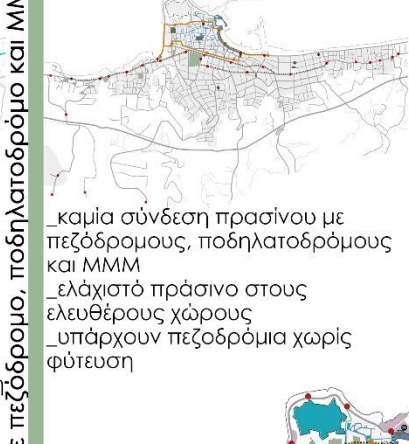 ε πεζόδρομο, ποδηλατοδρόμο και ΜΜ
_καμία σύνδεση πρασίνου με
πεζόδρομους, ποδηλατοδρόμους
και ΜΜΜ
_ελάχιστό πράσινο στους
ελευθέρους χώρους
_υπάρχουν πεζοδρόμια χωρίς
φύτευση